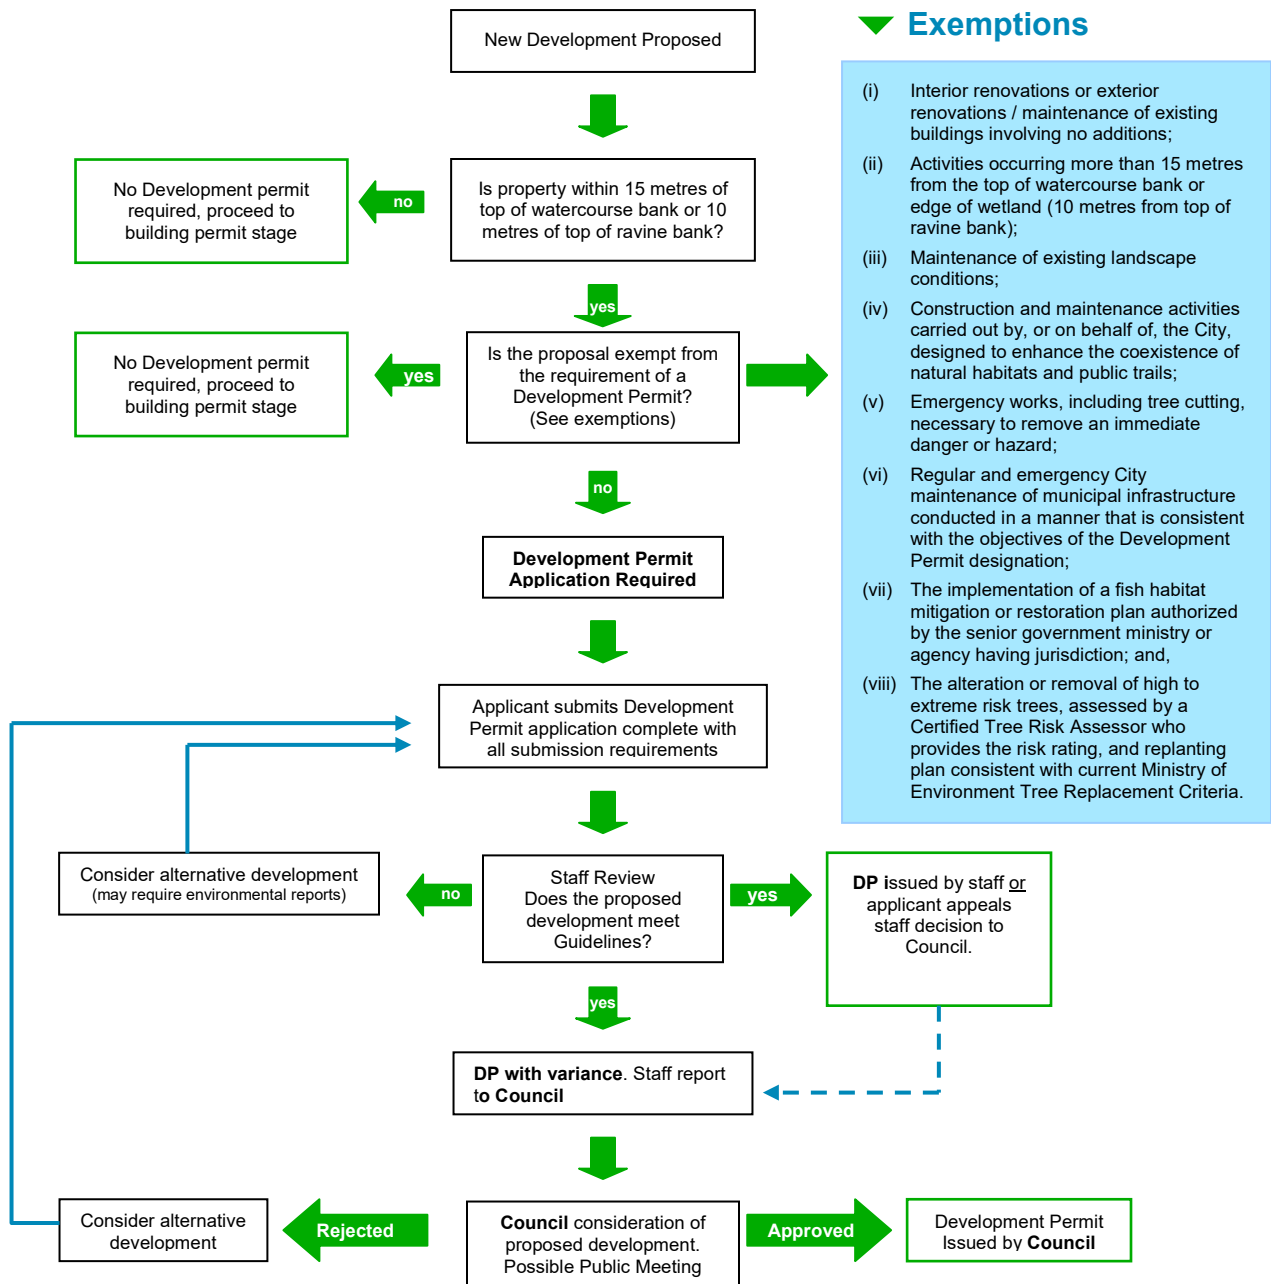 New Development Proposed
Is property within 15 metres of
top of watercourse bank or 10
metres of top of ravine bank?
no
No Development permit
required, proceed to
building permit stage
yes
Is the proposal exempt from
the requirement of a
Development Permit?
(See exemptions)
yes
No Development permit
required, proceed to
building permit stage
no
Development Permit
Application Required
Applicant submits Development
Permit application complete with
all submission requirements
Staff Review
Does the proposed
development meet
Guidelines?
no
Consider alternative development
(may require environmental reports)
yes
DP issued by staff or
applicant appeals
staff decision to
Council.
yes
DP with variance. Staff report
to Council
Council consideration of
proposed development.
Possible Public Meeting
Rejected
Consider alternative
development
Approved
Development Permit
Issued by Council
Exemptions
(i) Interior renovations or exterior
renovations / maintenance of existing
buildings involving no additions;
(ii) Activities occurring more than 15 metres
from the top of watercourse bank or
edge of wetland (10 metres from top of
ravine bank);
(iii) Maintenance of existing landscape
conditions;
(iv) Construction and maintenance activities
carried out by, or on behalf of, the City,
designed to enhance the coexistence of
natural habitats and public trails;
(v) Emergency works, including tree cutting,
necessary to remove an immediate
danger or hazard;
(vi) Regular and emergency City
maintenance of municipal infrastructure
conducted in a manner that is consistent
with the objectives of the Development
Permit designation;
(vii) The implementation of a fish habitat
mitigation or restoration plan authorized
by the senior government ministry or
agency having jurisdiction; and,
(viii) The alteration or removal of high to
extreme risk trees, assessed by a
Certified Tree Risk Assessor who
provides the risk rating, and replanting
plan consistent with current Ministry of
Environment Tree Replacement Criteria.